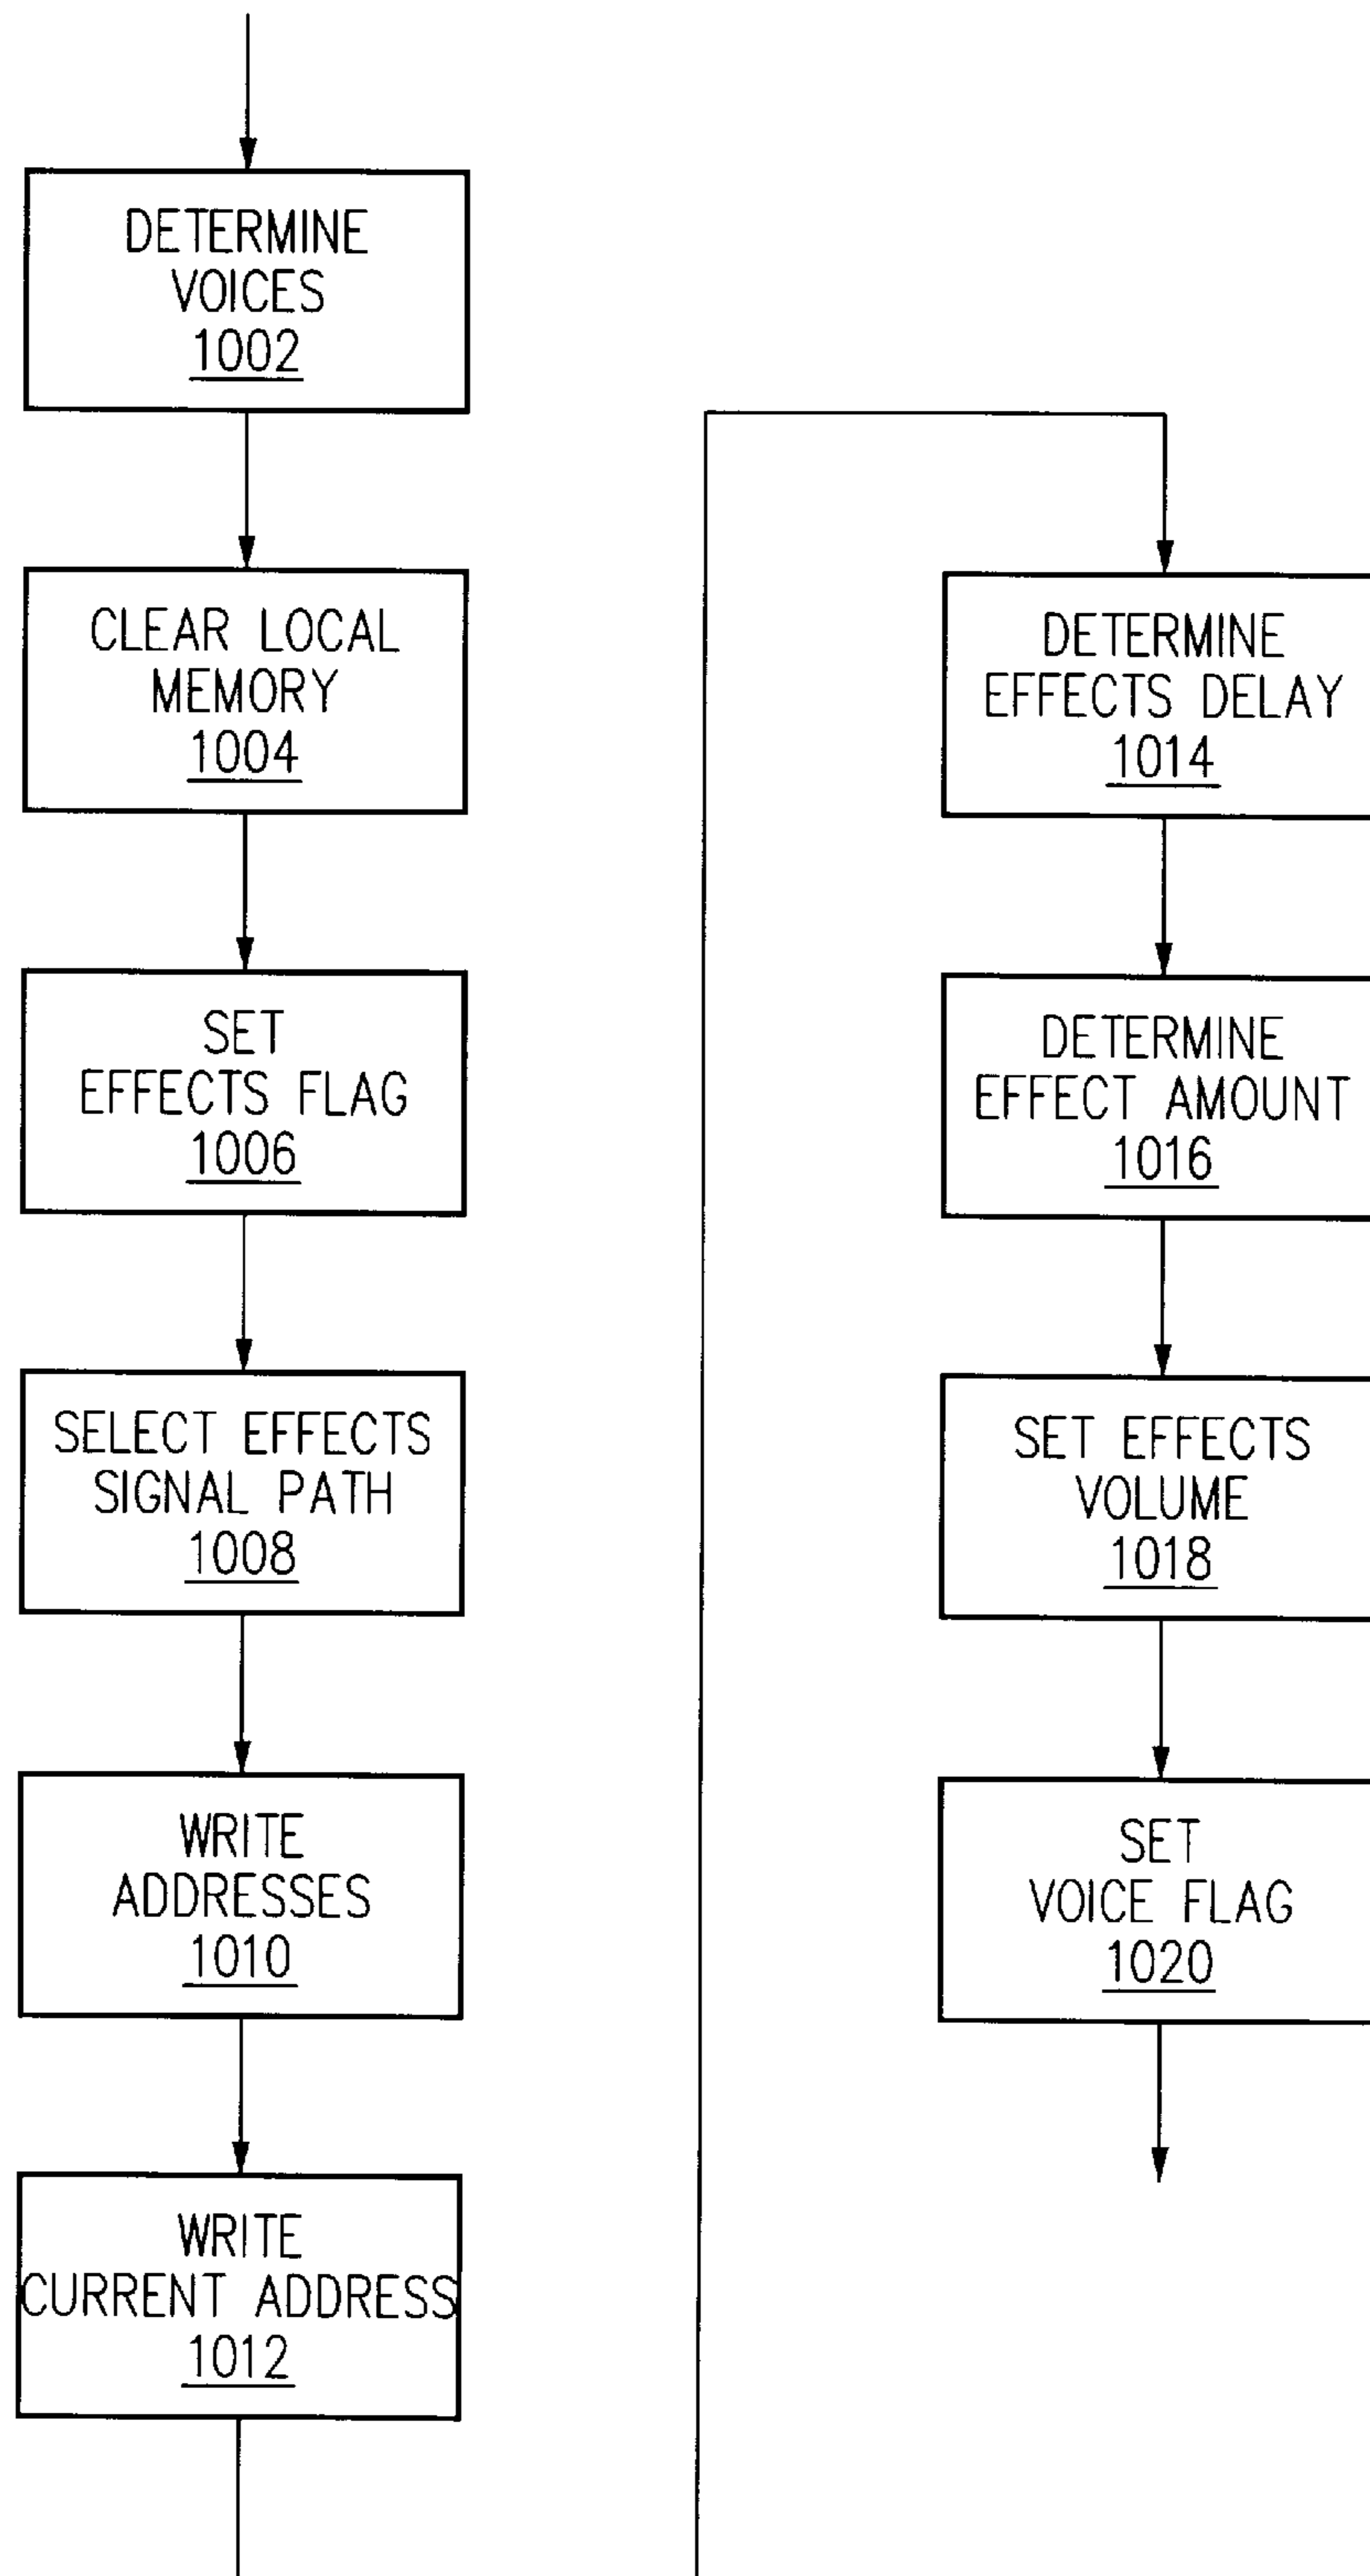 DETERMINE
VOICES
1002
CLEAR LOCAL
MEMORY
1004
SET
EFFECTS FLAG
1006
SELECT EFFECTS
SIGNAL PATH
1008
WRITE
ADDRESSES
1010
WRITE
CURRENT ADDRESS
1012
DETERMINE
EFFECTS DELAY
1014
DETERMINE
EFFECT AMOUNT
1016
SET EFFECTS
VOLUME
1018
SET
VOICE FLAG
1020